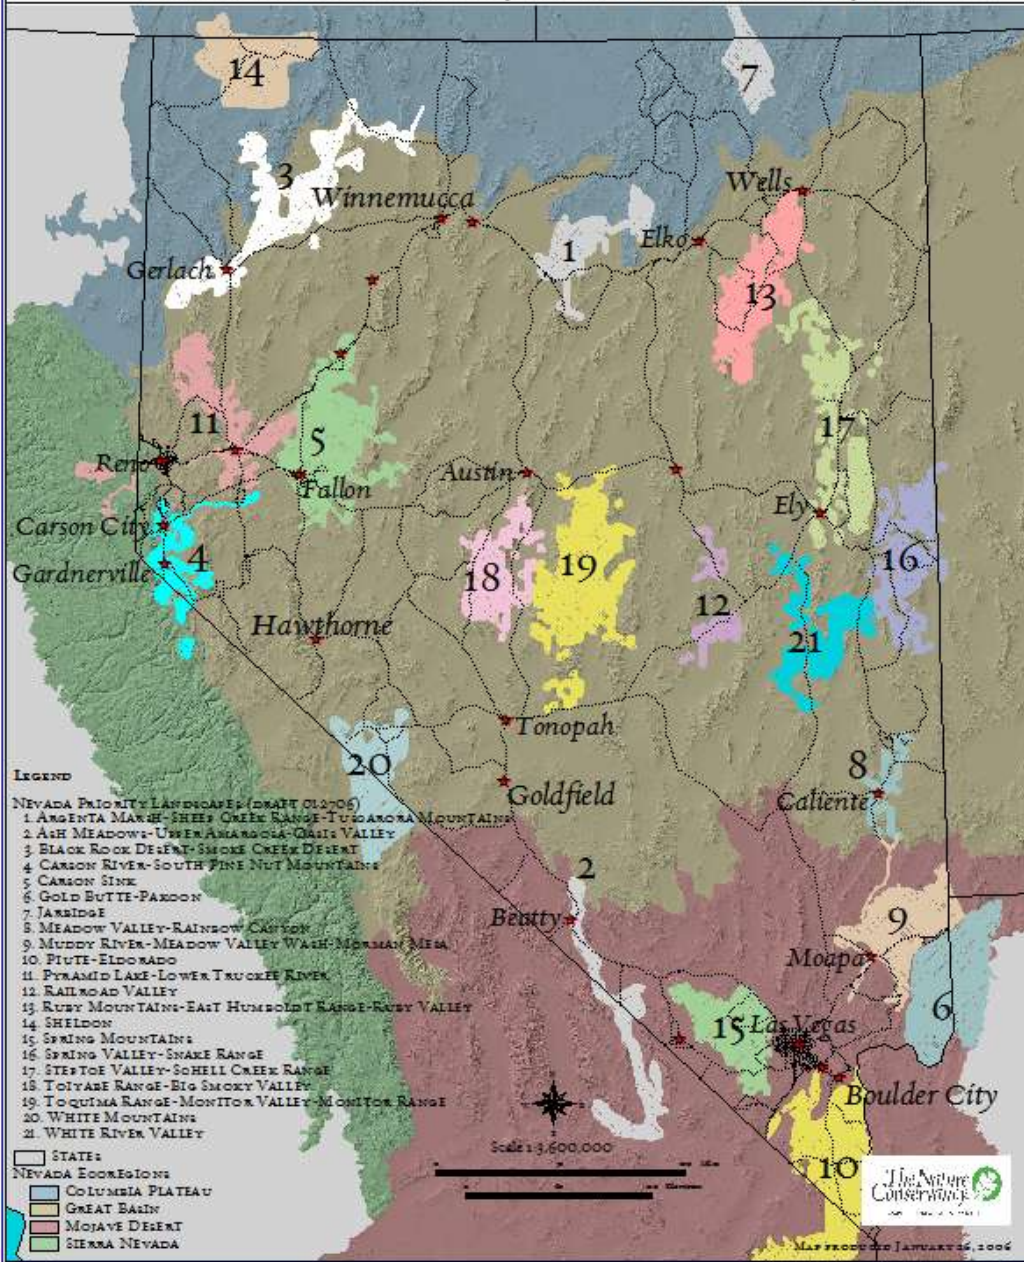 14
7
3
Winnemucca
Wells
1
Elko
Gerlach
13
11
5
17
Reno
Austin
Fallon
Ely
Carson City
4
18
19
16
Gardnerville
12
Hawthorne
21
Tonopah
20
8
Goldfield
Caliente
2
Beatty
9
Moapa
6
15
Las Vegas
Boulder City
10
LEGEND
NEVADA PRIORITY LANDSCAPES (DRAFT 012706)
1. ARGENTA MARSH-SHEEP CREEK RANGE-TUSCARORA MOUNTAINS
2. ASH MEADOWS-UPPER AMARGOSA-OASIS VALLEY
3. BLACK ROCK DESERT-SMOKE CREEK DESERT
4. CARSON RIVER-SOUTH PINE NUT MOUNTAINS
5. CARSON SINK
6. GOLD BUTTE-PAKOON
7. JARBIDGE
8. MEADOW VALLEY-RAINBOW CANYON
9. MUDDY RIVER-MEADOW VALLEY WASH-MORMAN MESA
10. PIUTE-ELDORADO
11. PYRAMID LAKE-LOWER TRUCKEE RIVER
12. RAILROAD VALLEY
13. RUBY MOUNTAINS-EAST HUMBOLDT RANGE-RUBY VALLEY
14. SHELDON
15. SPRING MOUNTAINS
16. SPRING VALLEY-SNAKE RANGE
17. STEPTOE VALLEY-SCHELL CREEK RANGE
18. TOIYABE RANGE-BIG SMOKY VALLEY
19. TOQUIMA RANGE-MONITOR VALLEY-MONITOR RANGE
20. WHITE MOUNTAINS
21. WHITE RIVER VALLEY
STATES
NEVADA ECOREGIONS
COLUMBIA PLATEAU
GREAT BASIN
MOJAVE DESERT
SIERRA NEVADA
Scale 1:3,600,000
The Nature
Conservancy
MAP PRODUCED JANUARY 26, 2006